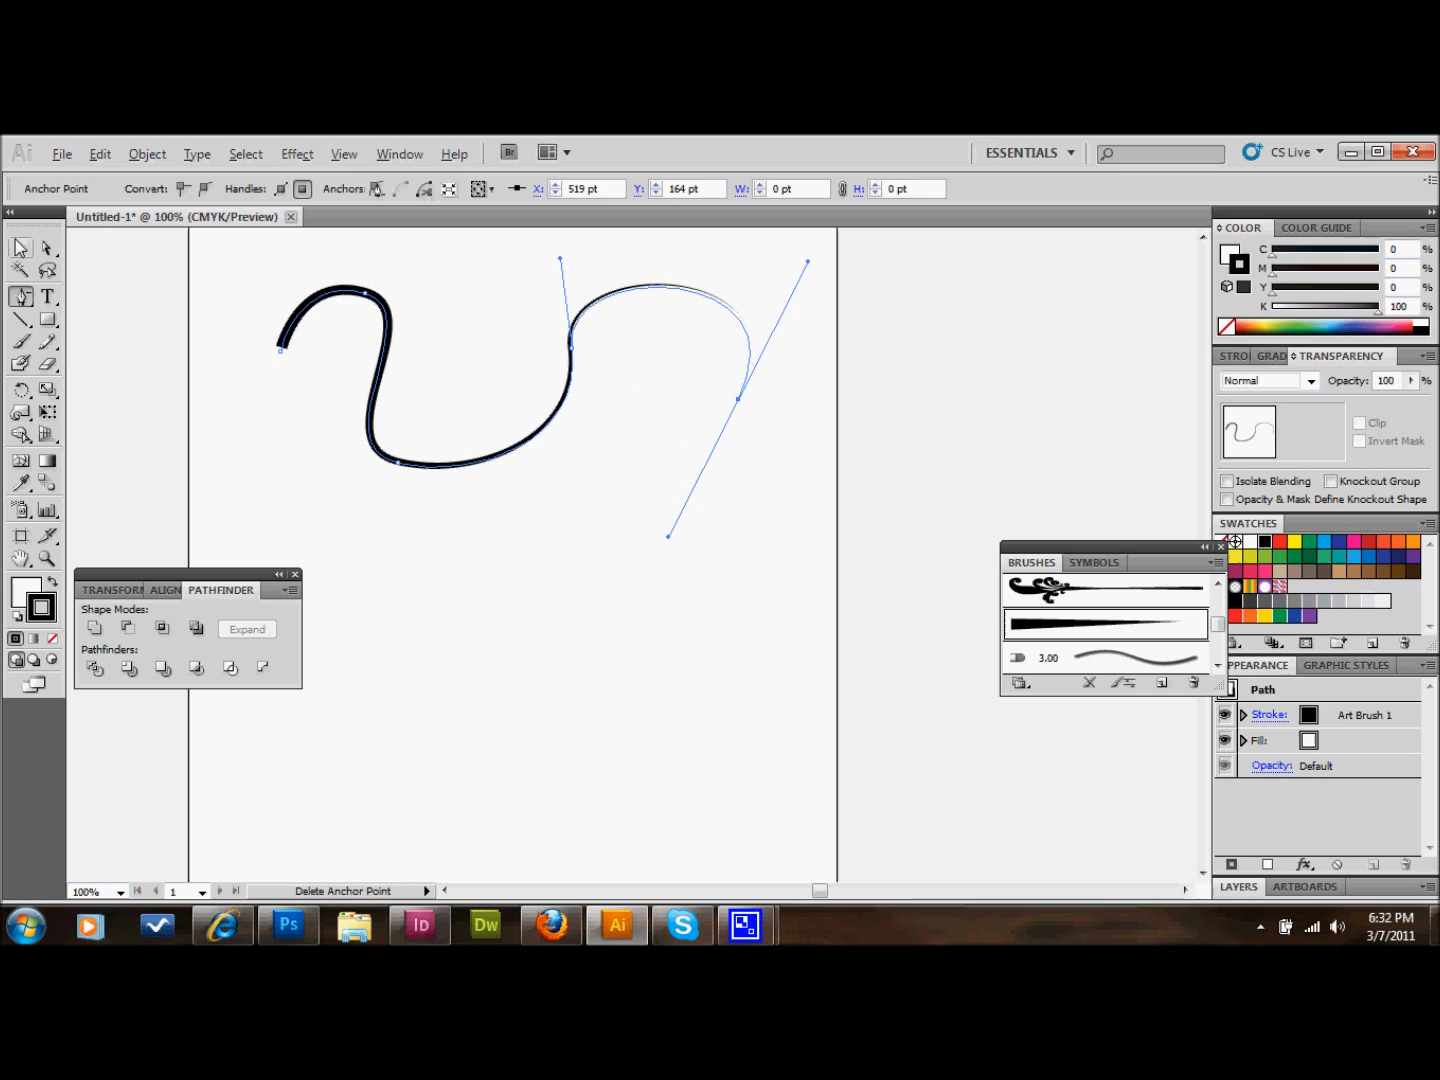 Ai File Edit Object Type Select Effect View Window Help Br ESSENTIALS CS Live
Anchor Point Convert: Handles: Anchors: X: 519 pt Y: 164 pt W: 0 pt H: 0 pt
Untitled-1* @ 100% (CMYK/Preview)
COLOR COLOR GUIDE
C 0 %
M 0 %
Y 0 %
K 100 %
STRO GRAD TRANSPARENCY
Normal Opacity: 100 %
Clip
Invert Mask
Isolate Blending Knockout Group
Opacity & Mask Define Knockout Shape
SWATCHES
BRUSHES SYMBOLS
3.00
TRANSFORM ALIGN PATHFINDER
Shape Modes:
Expand
Pathfinders:
PPEARANCE GRAPHIC STYLES
Path
Stroke: Art Brush 1
Fill:
Opacity: Default
fx
LAYERS ARTBOARDS
100% 1 Delete Anchor Point
Ps Id Dw Ai S
6:32 PM
3/7/2011